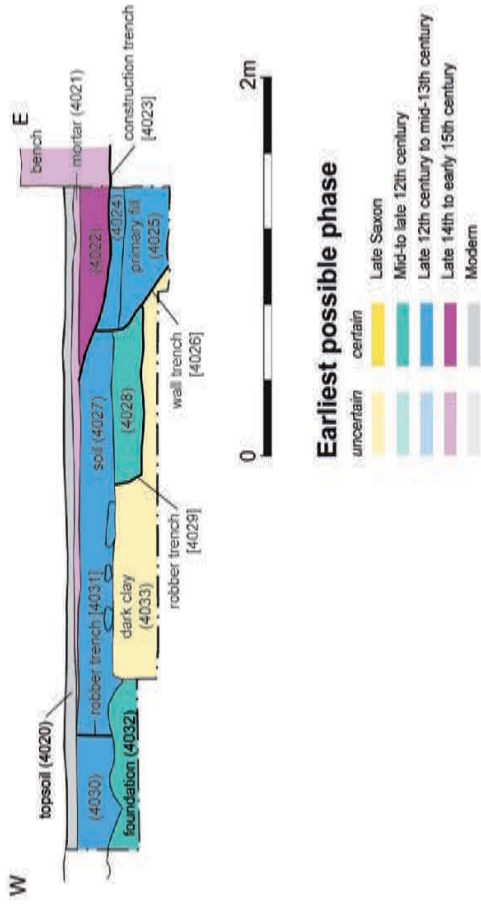 W
E
topsoil (4020)
bench
mortar (4021)
construction trench
[4023]
(4030)
robber trench [4031]
soil (4027)
(4022)
(4024)
primary fill
(4025)
foundation (4032)
dark clay
(4033)
(4028)
robber trench
[4029]
wall trench
[4026]
0
2m
Earliest possible phase
uncertain
certain
Late Saxon
Mid-to late 12th century
Late 12th century to mid-13th century
Late 14th to early 15th century
Modern